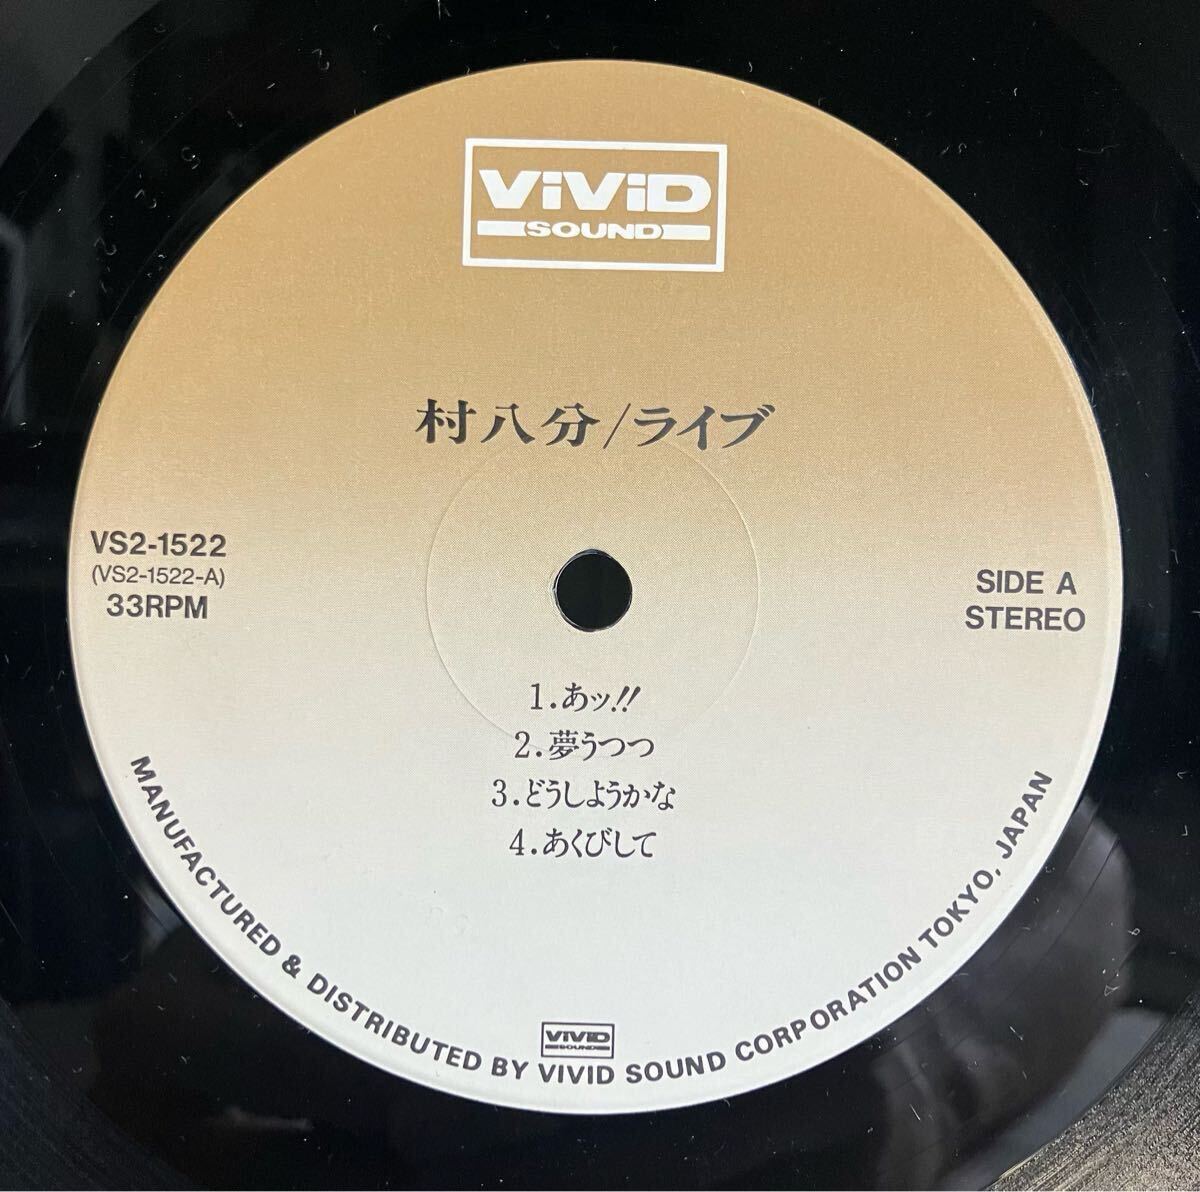 ViViD
SOUND
村八分/ライブ
VS2-1522
(VS2-1522-A)
33RPM
SIDE A
STEREO
1.あッ!!
2.夢うつつ
3.どうしようかな
4.あくびして
ViViD
SOUND
MANUFACTURED & DISTRIBUTED BY VIVID SOUND CORPORATION TOKYO, JAPAN